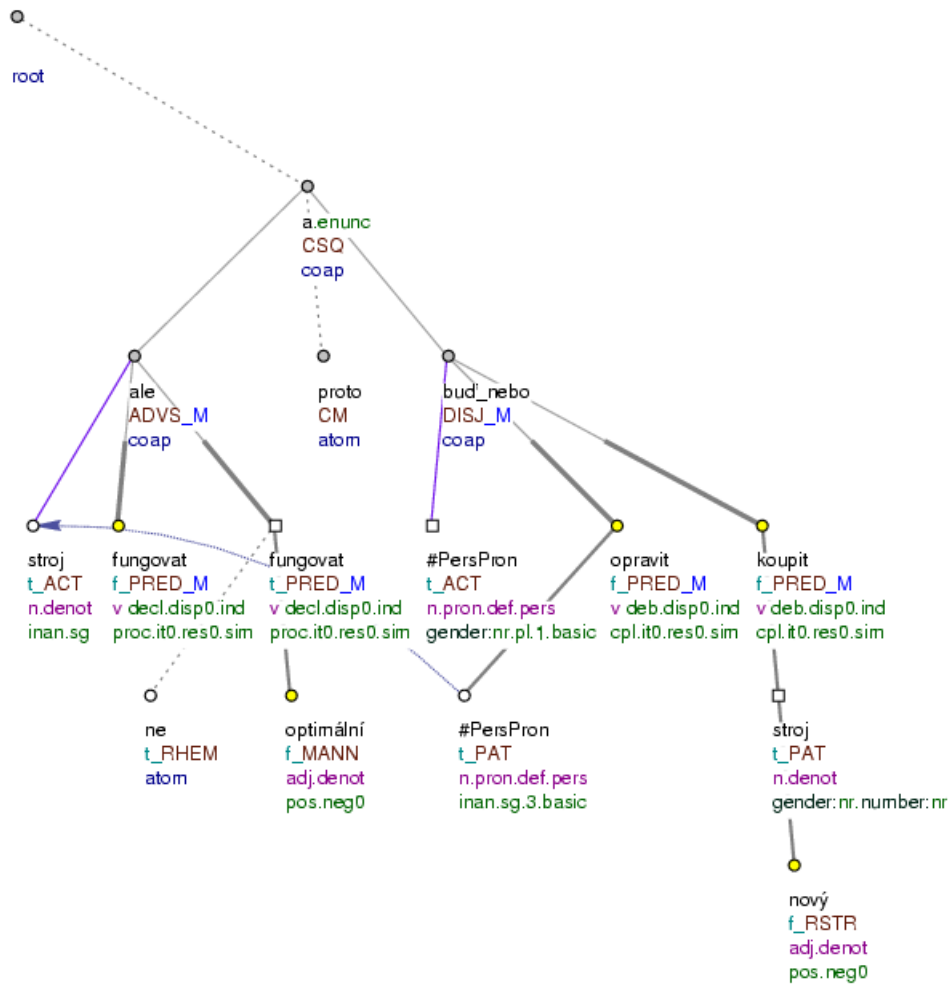 root
a.enunc
CSQ
coap
ale
ADVS_M
coap
proto
CM
atom
buď_nebo
DISJ_M
coap
stroj
t_ACT
n.denot
inan.sg
fungovat
f_PRED_M
v decl.disp0.ind
proc.it0.res0.sim
fungovat
t_PRED_M
v decl.disp0.ind
proc.it0.res0.sim
#PersPron
t_ACT
n.pron.def.pers
gender:nr.pl.1.basic
opravit
f_PRED_M
v deb.disp0.ind
cpl.it0.res0.sim
koupit
f_PRED_M
v deb.disp0.ind
cpl.it0.res0.sim
ne
t_RHEM
atom
optimální
f_MANN
adj.denot
pos.neg0
#PersPron
t_PAT
n.pron.def.pers
inan.sg.3.basic
stroj
t_PAT
n.denot
gender:nr.number:nr
nový
f_RSTR
adj.denot
pos.neg0